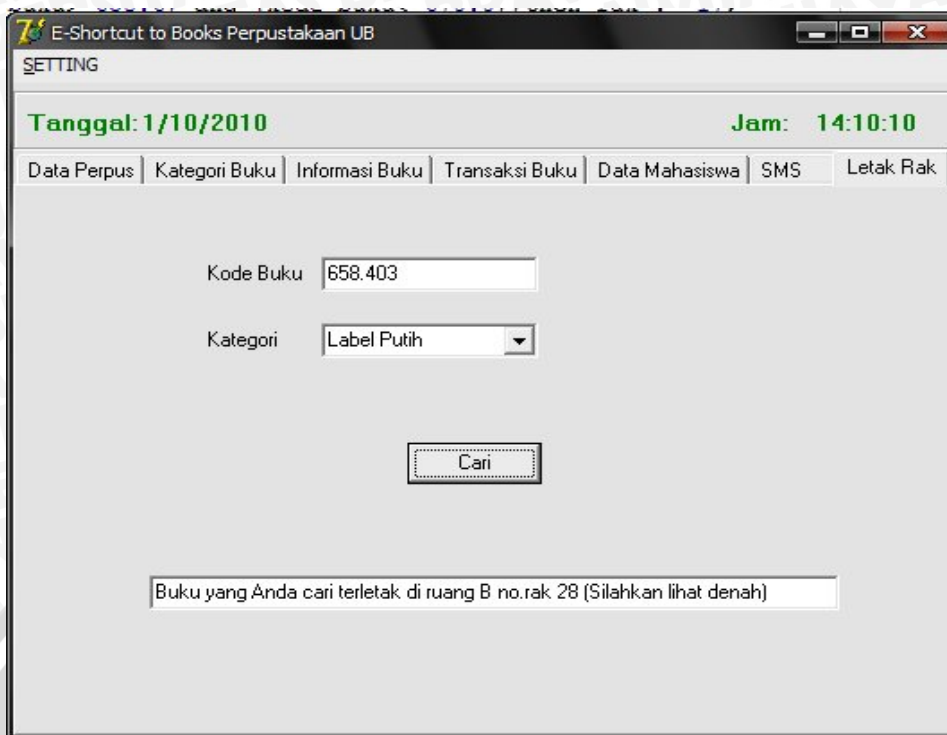 E-Shortcut to Books Perpustakaan UB
SETTING
Tanggal: 1/10/2010 Jam: 14:10:10
Data Perpus Kategori Buku Informasi Buku Transaksi Buku Data Mahasiswa SMS Letak Rak
Kode Buku 658.403
Kategori Label Putih
Cari
Buku yang Anda cari terletak di ruang B no.rak 28 (Silahkan lihat denah)